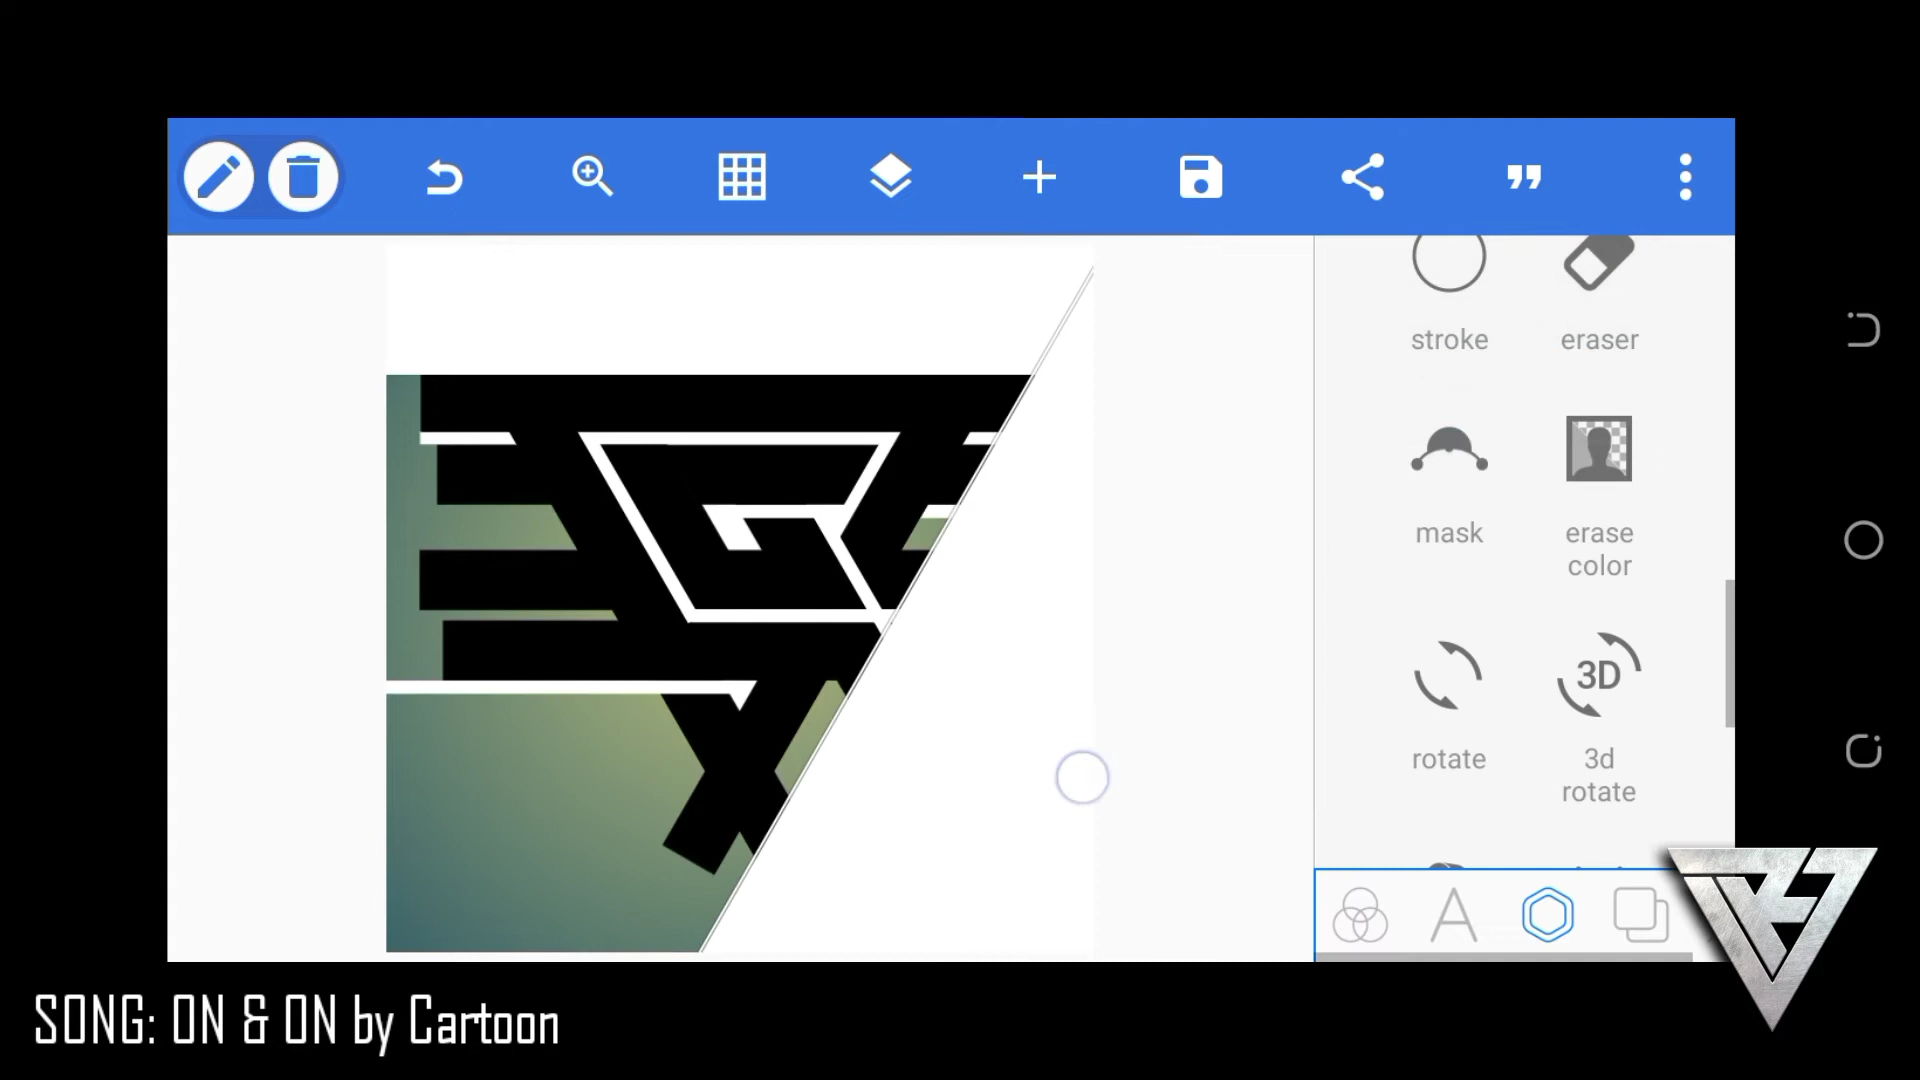 stroke
eraser
mask
erase
color
3D
rotate
3d
rotate
A
SONG: ON & ON by Cartoon